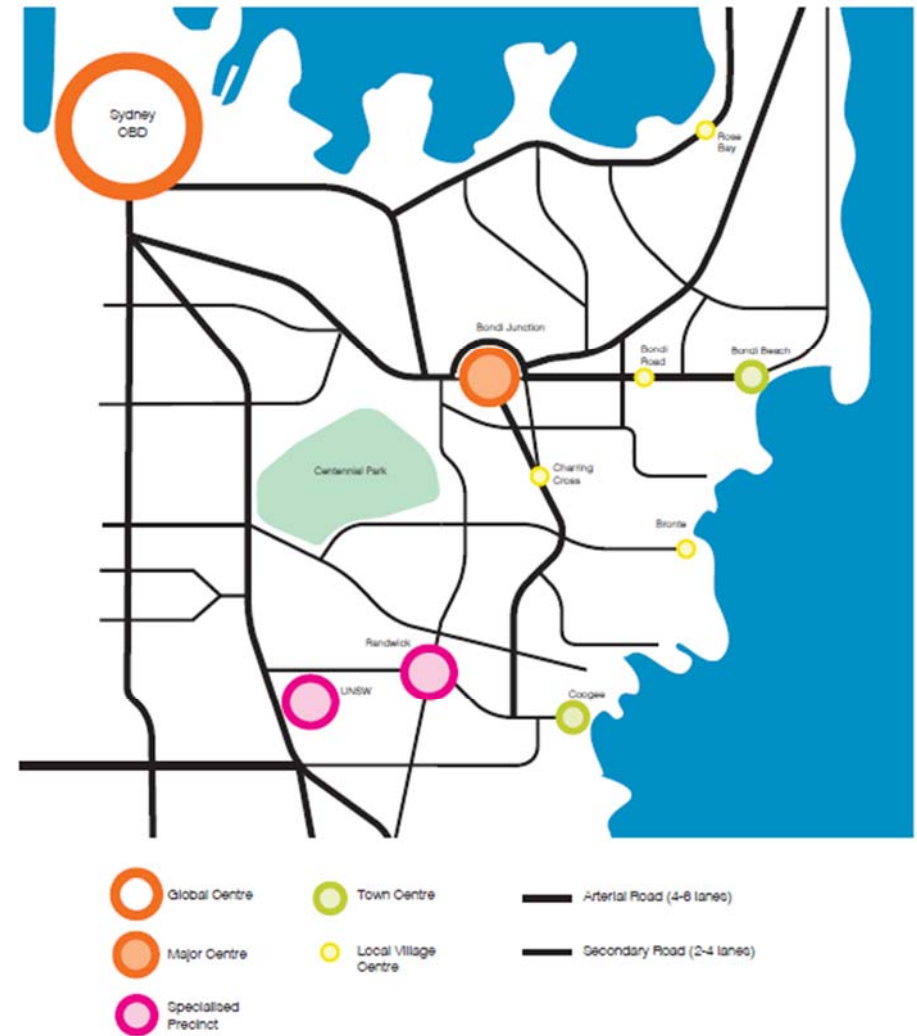 Sydney
CBD
Rose
Bay
Bondi Junction
Bondi
Road
Bondi Beach
Centennial Park
Charring
Cross
Bronte
Randwick
UNSW
Coogee
Global Centre
Town Centre
Arterial Road (4-6 lanes)
Major Centre
Local Village
Centre
Secondary Road (2-4 lanes)
Specialised
Precinct